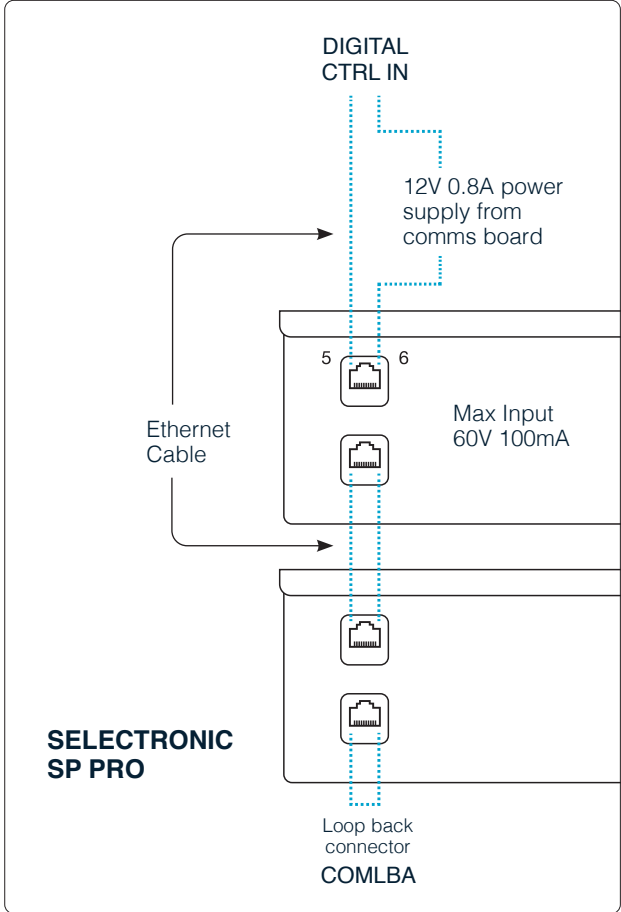 DIGITAL
CTRL IN
12V 0.8A power
supply from
comms board
5
6
Max Input
60V 100mA
Ethernet
Cable
SELECTRONIC
SP PRO
Loop back
connector
COMLBA